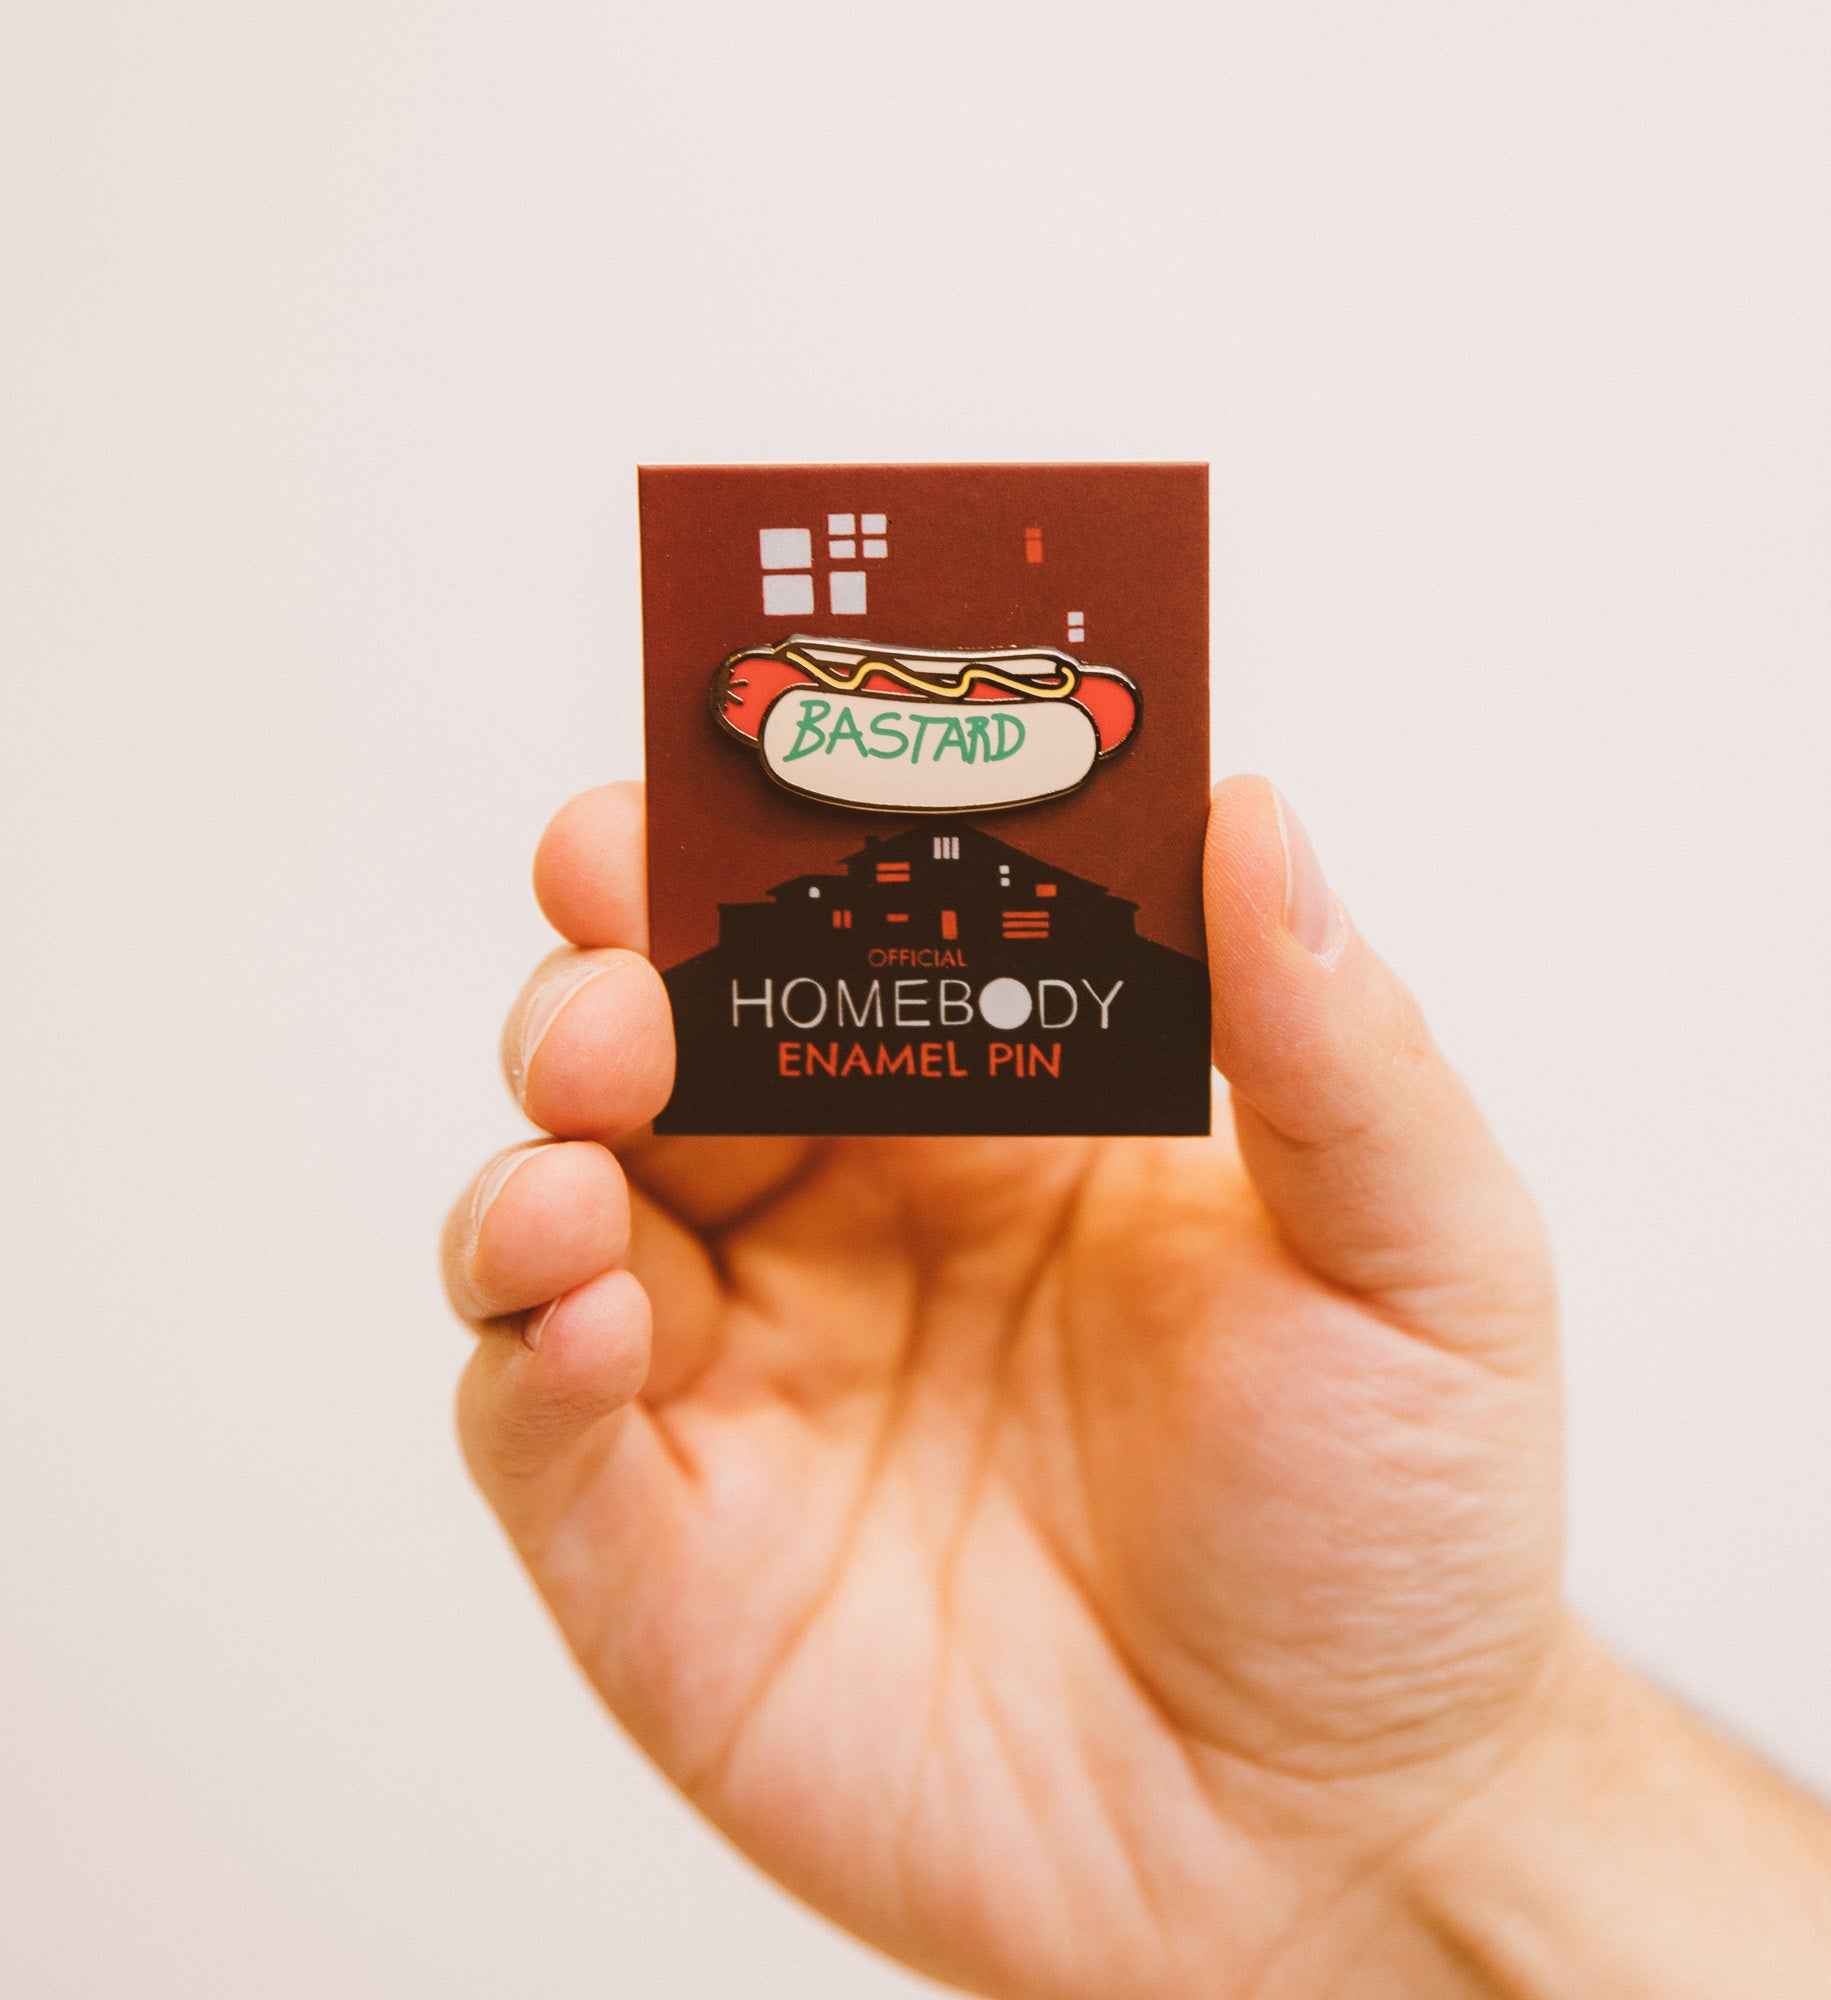 BASTARD
OFFICIAL
HOMEBODY
ENAMEL PIN